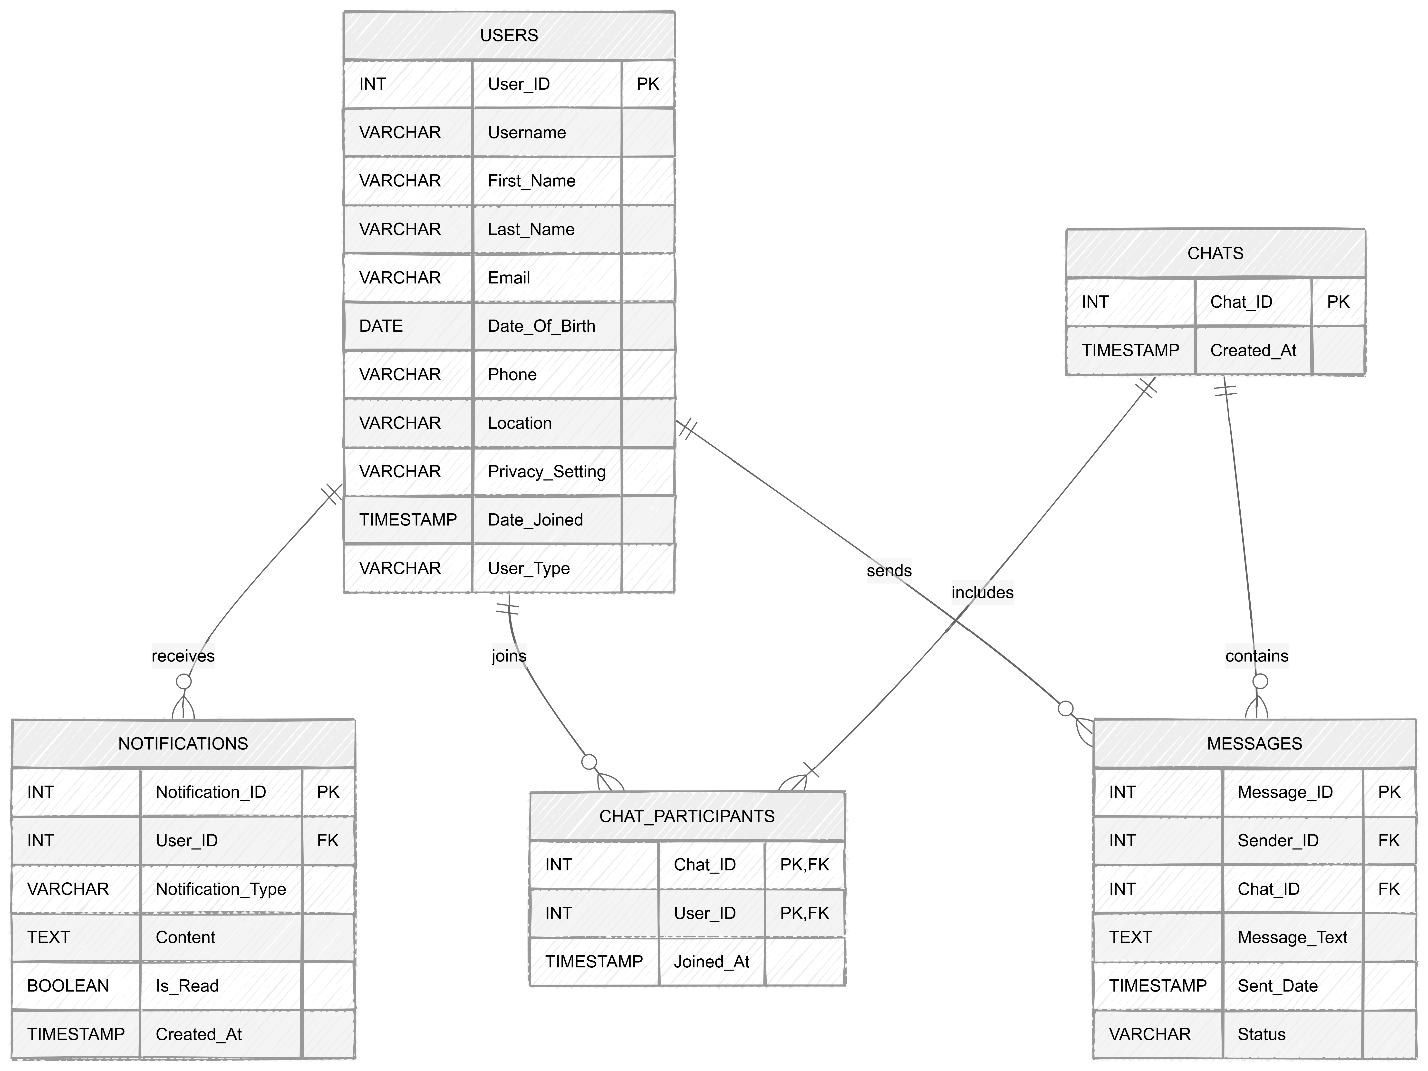 USERS
INT User_ID PK
VARCHAR Username
VARCHAR First_Name
VARCHAR Last_Name
VARCHAR Email
DATE Date_Of_Birth
VARCHAR Phone
VARCHAR Location
VARCHAR Privacy_Setting
TIMESTAMP Date_Joined
VARCHAR User_Type
CHATS
INT Chat_ID PK
TIMESTAMP Created_At
sends
includes
receives
joins
contains
NOTIFICATIONS
INT Notification_ID PK
INT User_ID FK
VARCHAR Notification_Type
TEXT Content
BOOLEAN Is_Read
TIMESTAMP Created_At
CHAT_PARTICIPANTS
INT Chat_ID PK,FK
INT User_ID PK,FK
TIMESTAMP Joined_At
MESSAGES
INT Message_ID PK
INT Sender_ID FK
INT Chat_ID FK
TEXT Message_Text
TIMESTAMP Sent_Date
VARCHAR Status